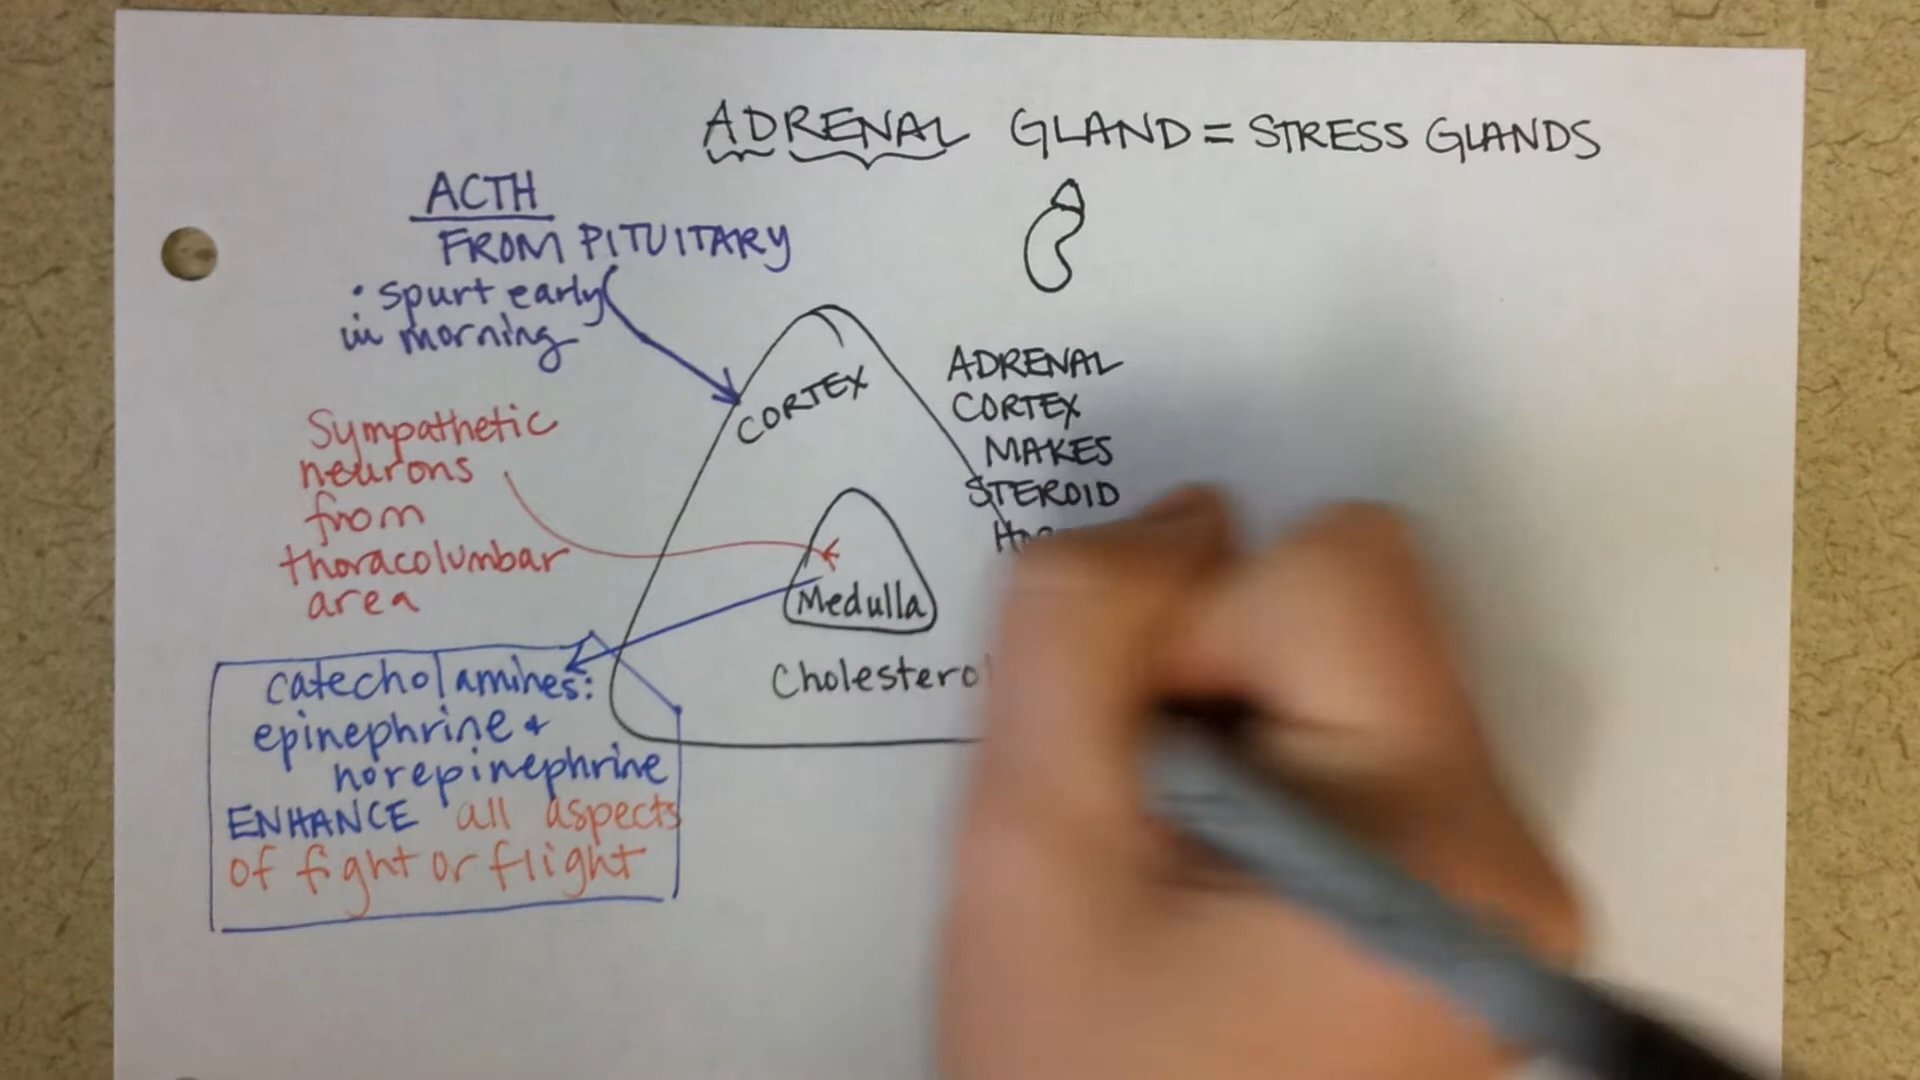 ADRENAL GLAND = STRESS GLANDS
ACTH
FROM PITUITARY
• spurt early
in morning
CORTEX
ADRENAL
CORTEX
MAKES
STEROID
Sympathetic
neurons
from
thoracolumbar
area
Medulla
Cholesterol
catecholamines:
epinephrine &
norepinephrine
ENHANCE all aspects
of fight or flight